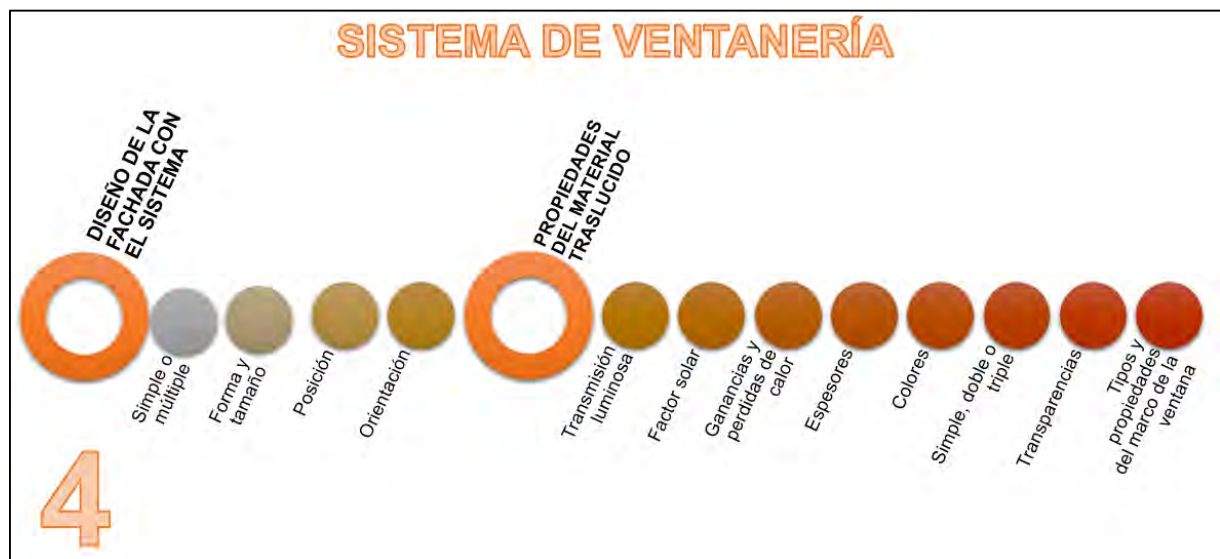 SISTEMA DE VENTANERÍA
DISEÑO DE LA
FACHADA CON
EL SISTEMA
Simple o
múltiple
Forma y
tamaño
Posición
Orientación
PROPIEDADES
DEL MATERIAL
TRASLUCIDO
Transmisión
luminosa
Factor solar
Ganancias y
perdidas de
calor
Espesores
Colores
Simple, doble o
triple
Transparencias
Tipos y
propiedades
del marco de la
ventana
4